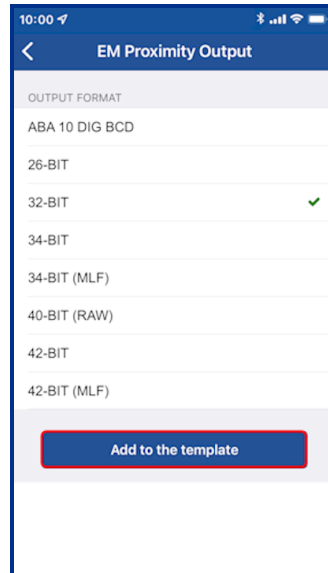 10:00
EM Proximity Output
OUTPUT FORMAT
ABA 10 DIG BCD
26-BIT
32-BIT
34-BIT
34-BIT (MLF)
40-BIT (RAW)
42-BIT
42-BIT (MLF)
Add to the template